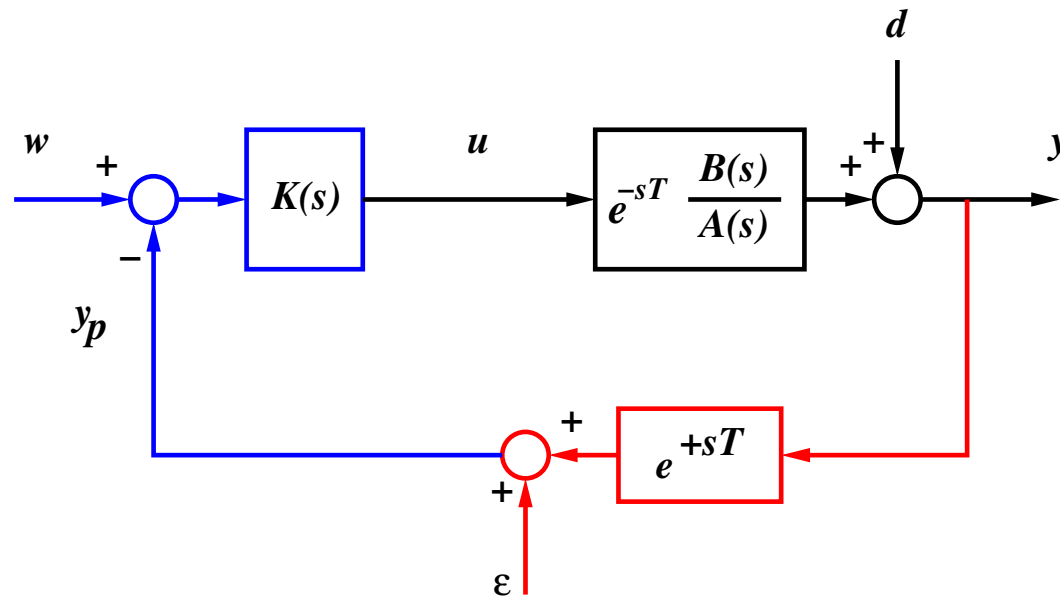 d
w
+
K(s)
u
e^{-sT} B(s)/A(s)
+
+
y
−
y_p
+
e^{+sT}
+
ε